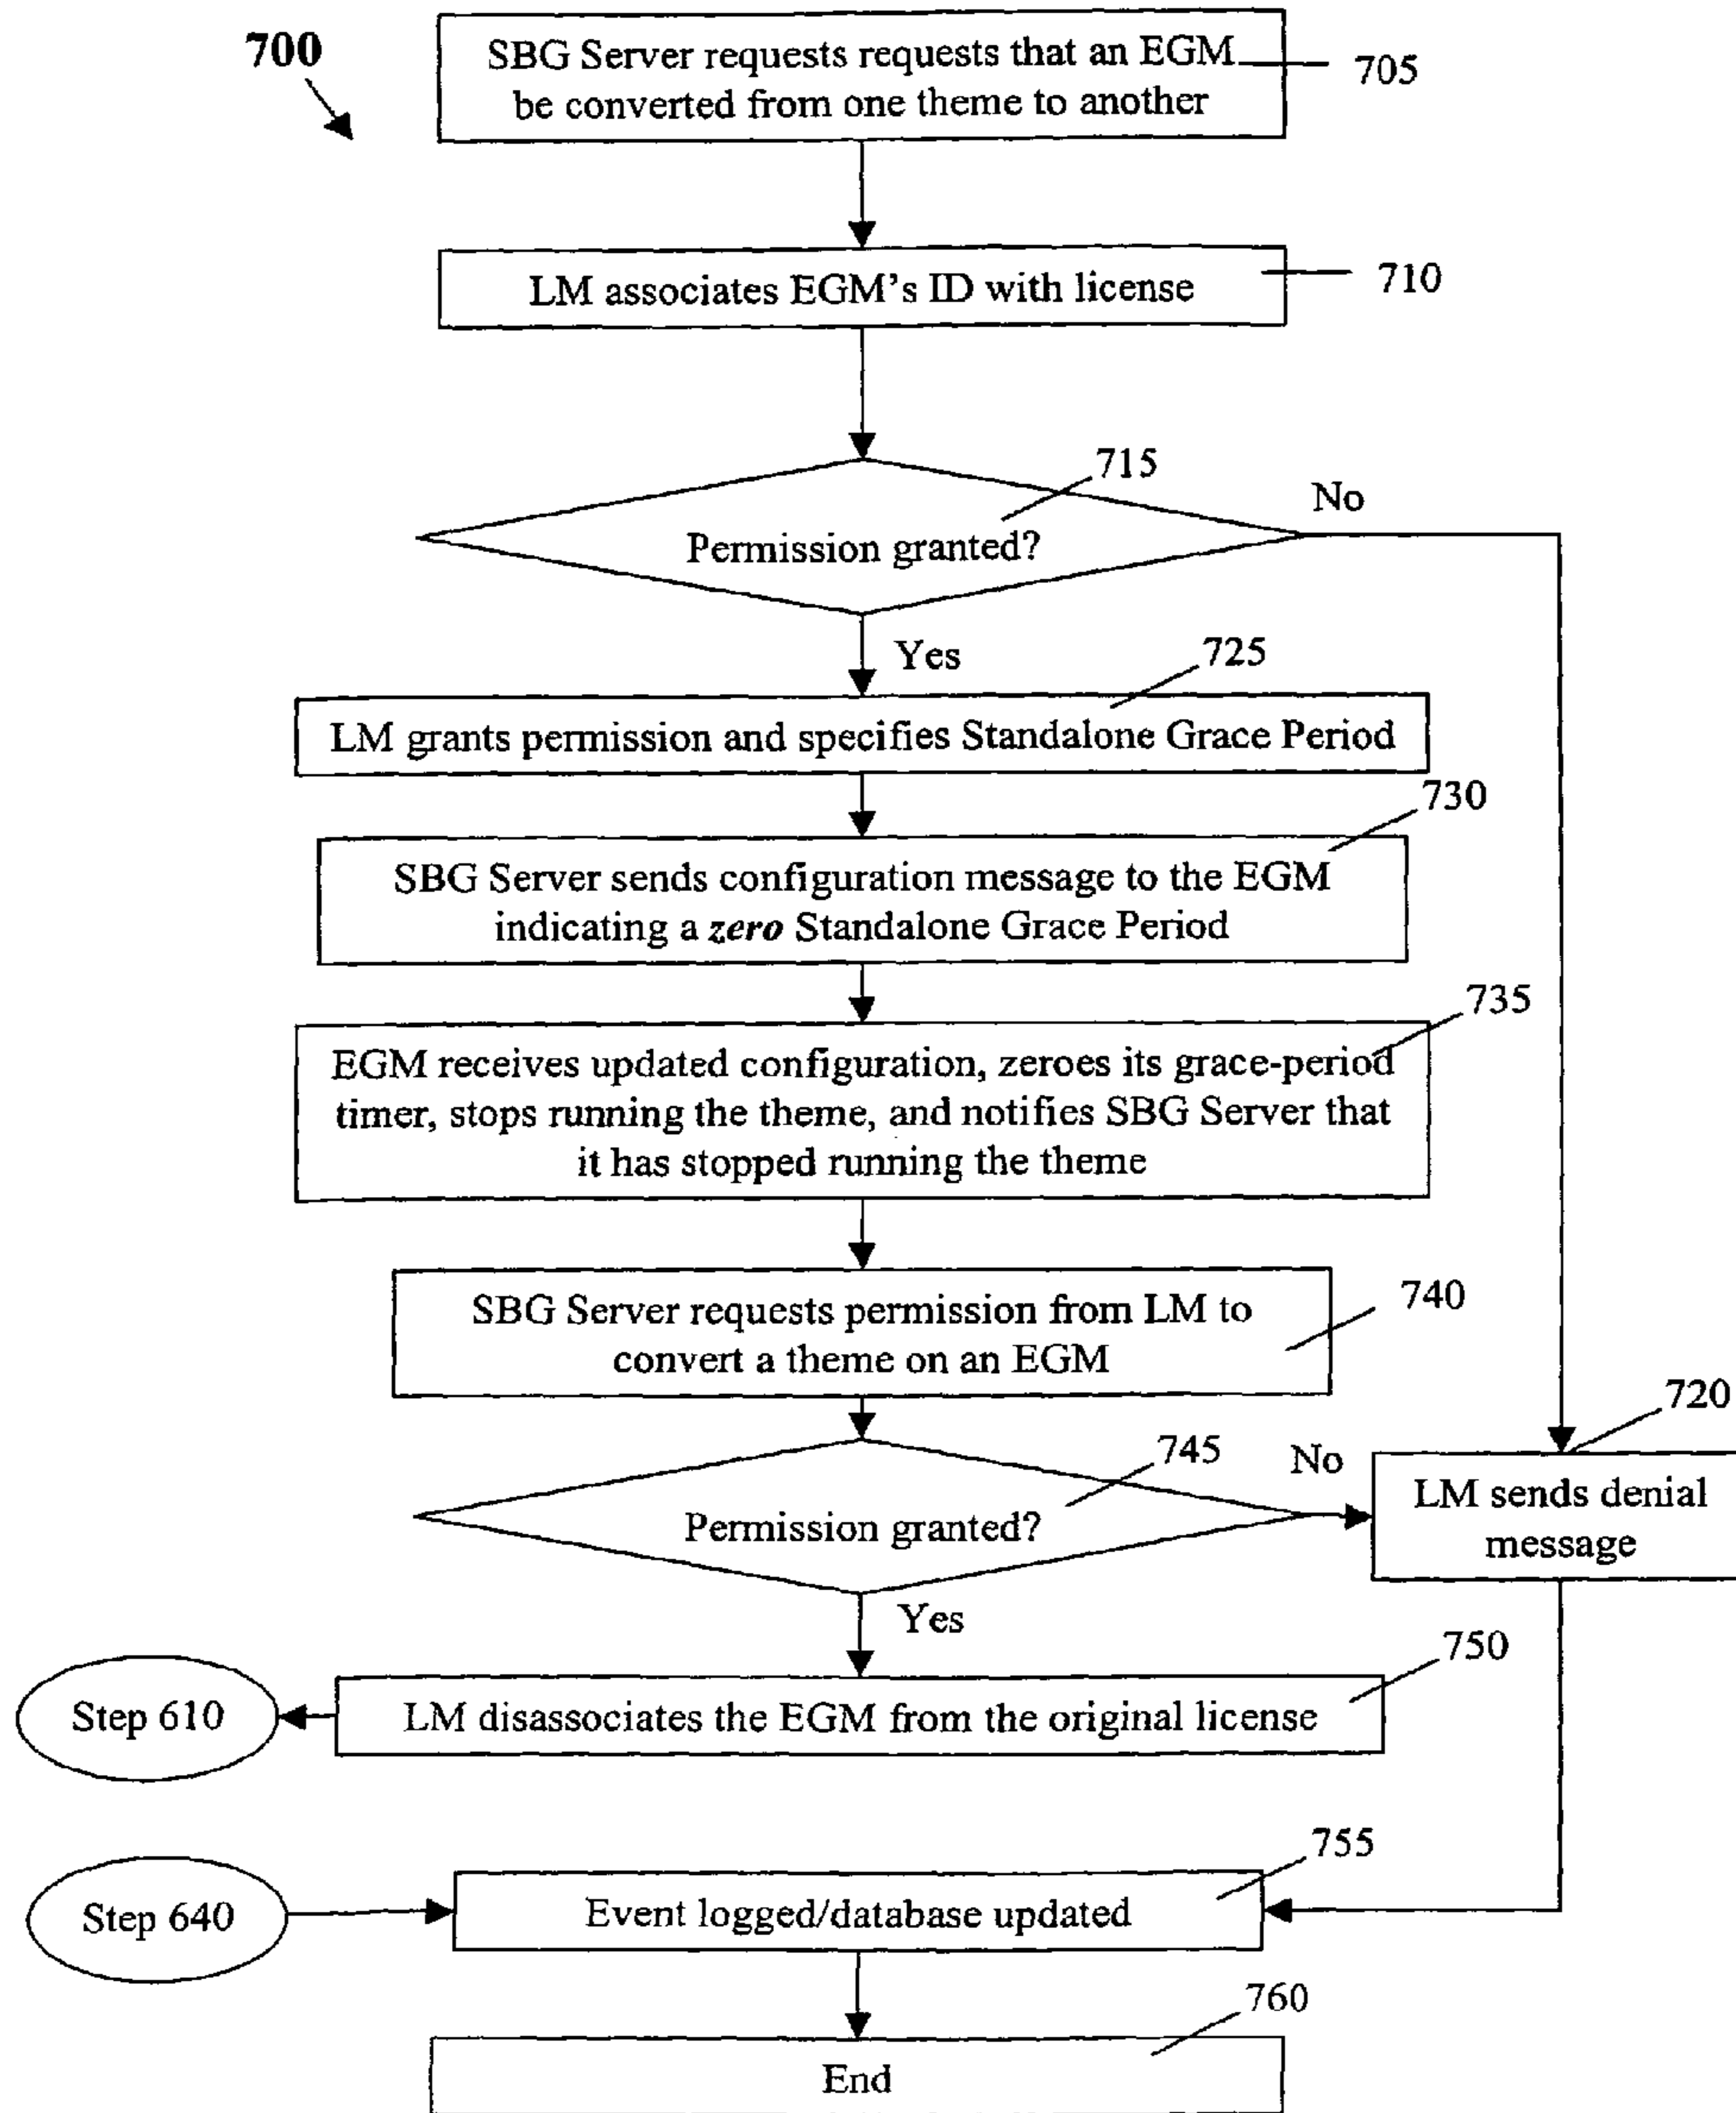 700
SBG Server requests requests that an EGM
be converted from one theme to another
705
LM associates EGM's ID with license
710
715
No
Permission granted?
Yes
725
LM grants permission and specifies Standalone Grace Period
730
SBG Server sends configuration message to the EGM
indicating a zero Standalone Grace Period
735
EGM receives updated configuration, zeroes its grace-period
timer, stops running the theme, and notifies SBG Server that
it has stopped running the theme
SBG Server requests permission from LM to
convert a theme on an EGM
740
720
745
No
LM sends denial
message
Permission granted?
Yes
750
Step 610
LM disassociates the EGM from the original license
755
Step 640
Event logged/database updated
760
End